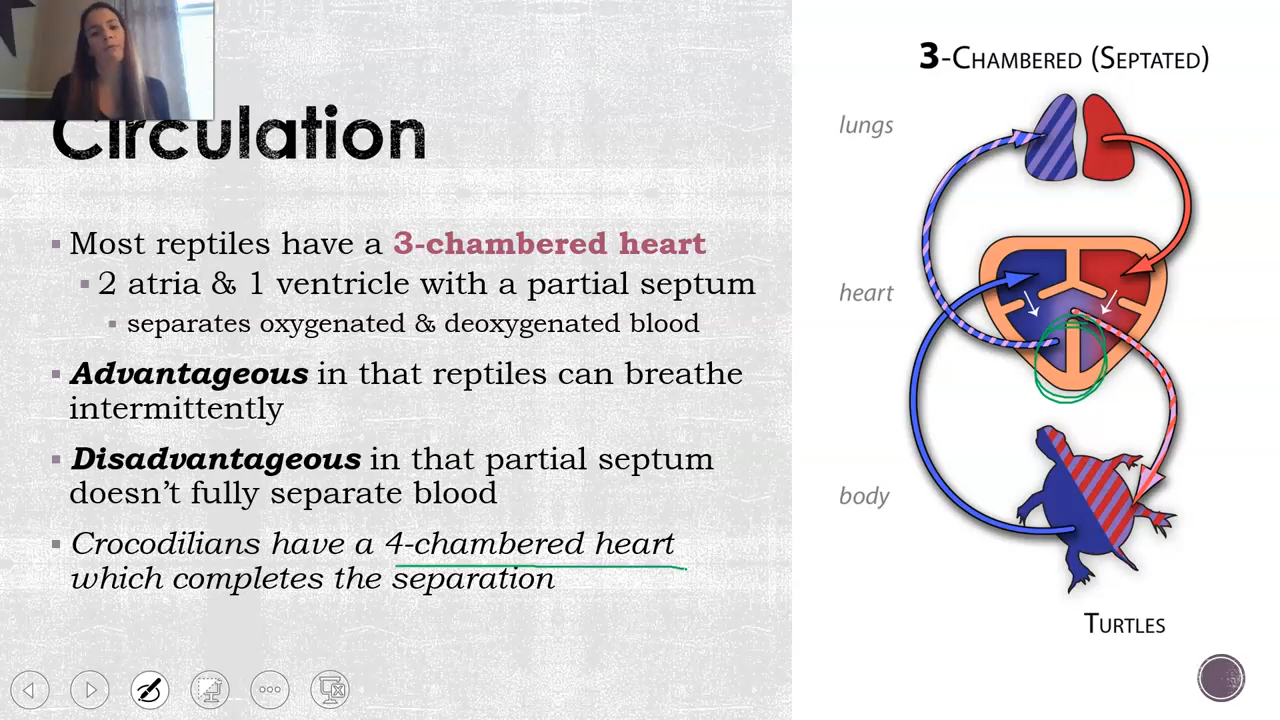 Circulation
▪ Most reptiles have a 3-chambered heart
▪ 2 atria & 1 ventricle with a partial septum
▪ separates oxygenated & deoxygenated blood
▪ Advantageous in that reptiles can breathe
intermittently
▪ Disadvantageous in that partial septum
doesn't fully separate blood
▪ Crocodilians have a 4-chambered heart
which completes the separation
3-Chambered (Septated)
lungs
heart
body
Turtles